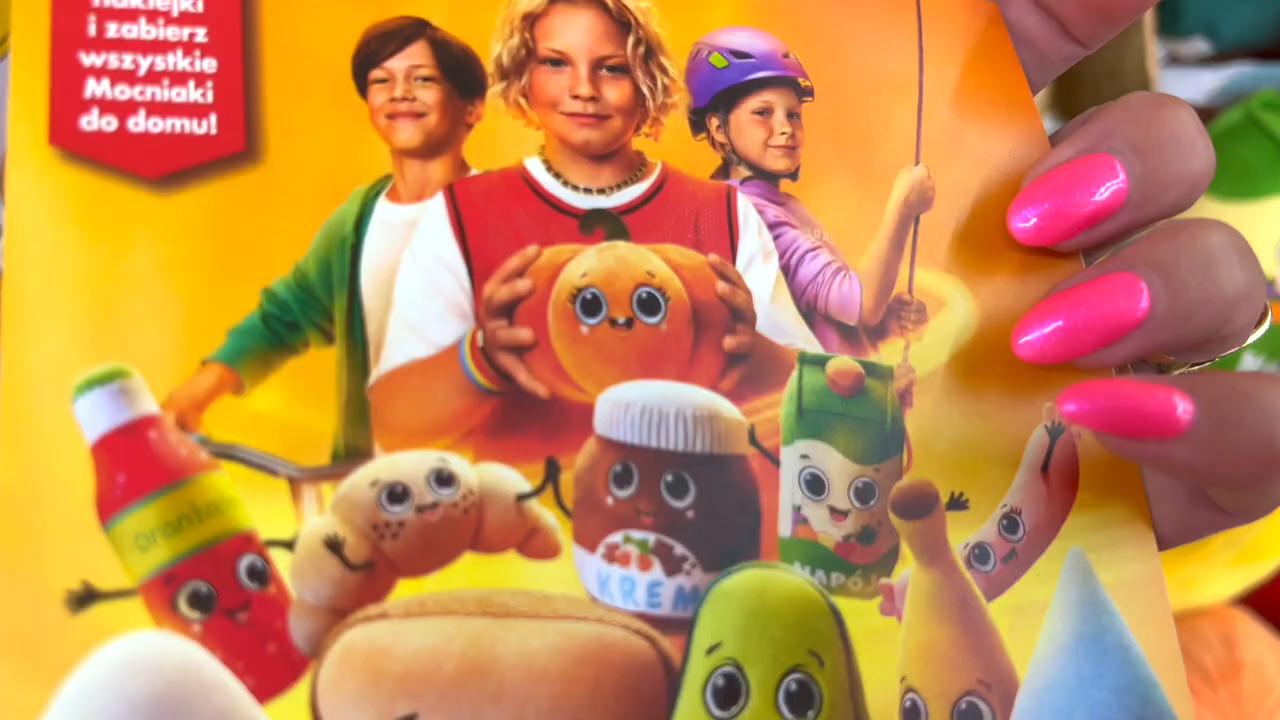 naklejki
i zabierz
wszystkie
Mocniaki
do domu!
KREM
NAPÓJ